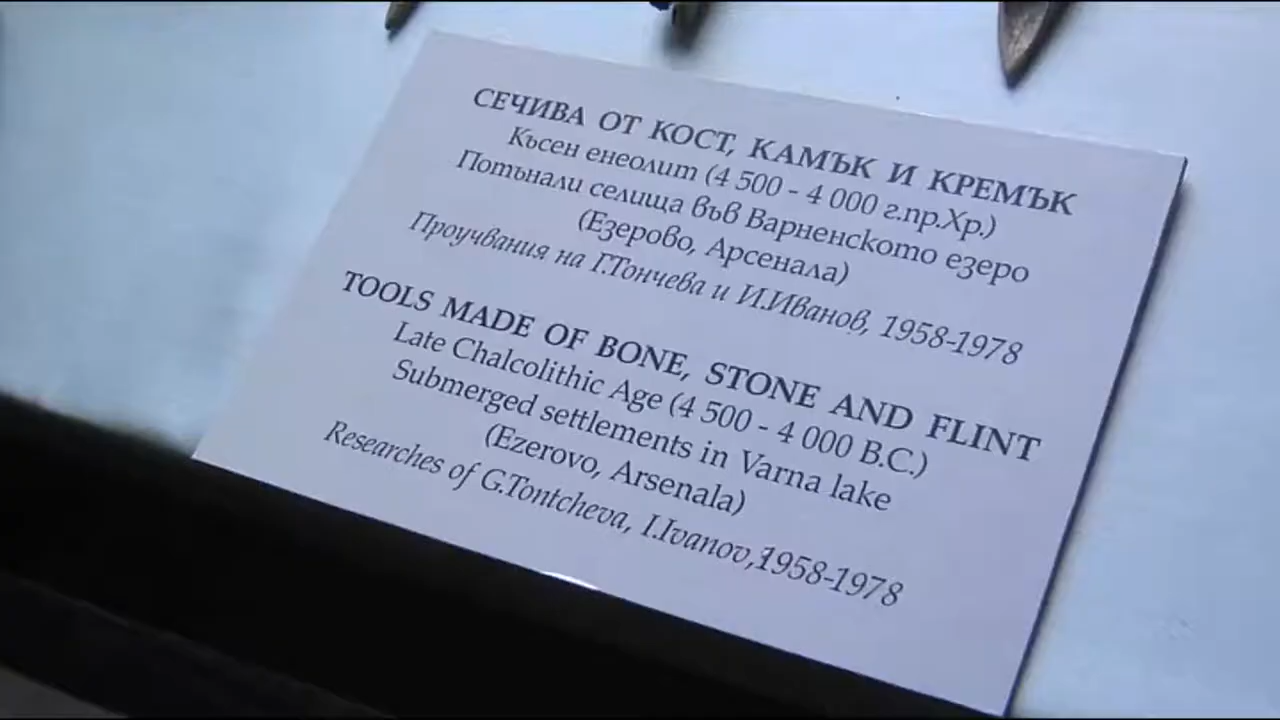 СЕЧИВА ОТ КОСТ, КАМЪК И КРЕМЪК
Късен енеолит (4 500 - 4 000 г.пр.Хр.)
Потънали селища във Варненското езеро
(Езерово, Арсенала)
Проучвания на Г.Тончева и И.Иванов, 1958-1978
TOOLS MADE OF BONE, STONE AND FLINT
Late Chalcolithic Age (4 500 - 4 000 B.C.)
Submerged settlements in Varna lake
(Ezerovo, Arsenala)
Researches of G.Tontcheva, I.Ivanov,1958-1978